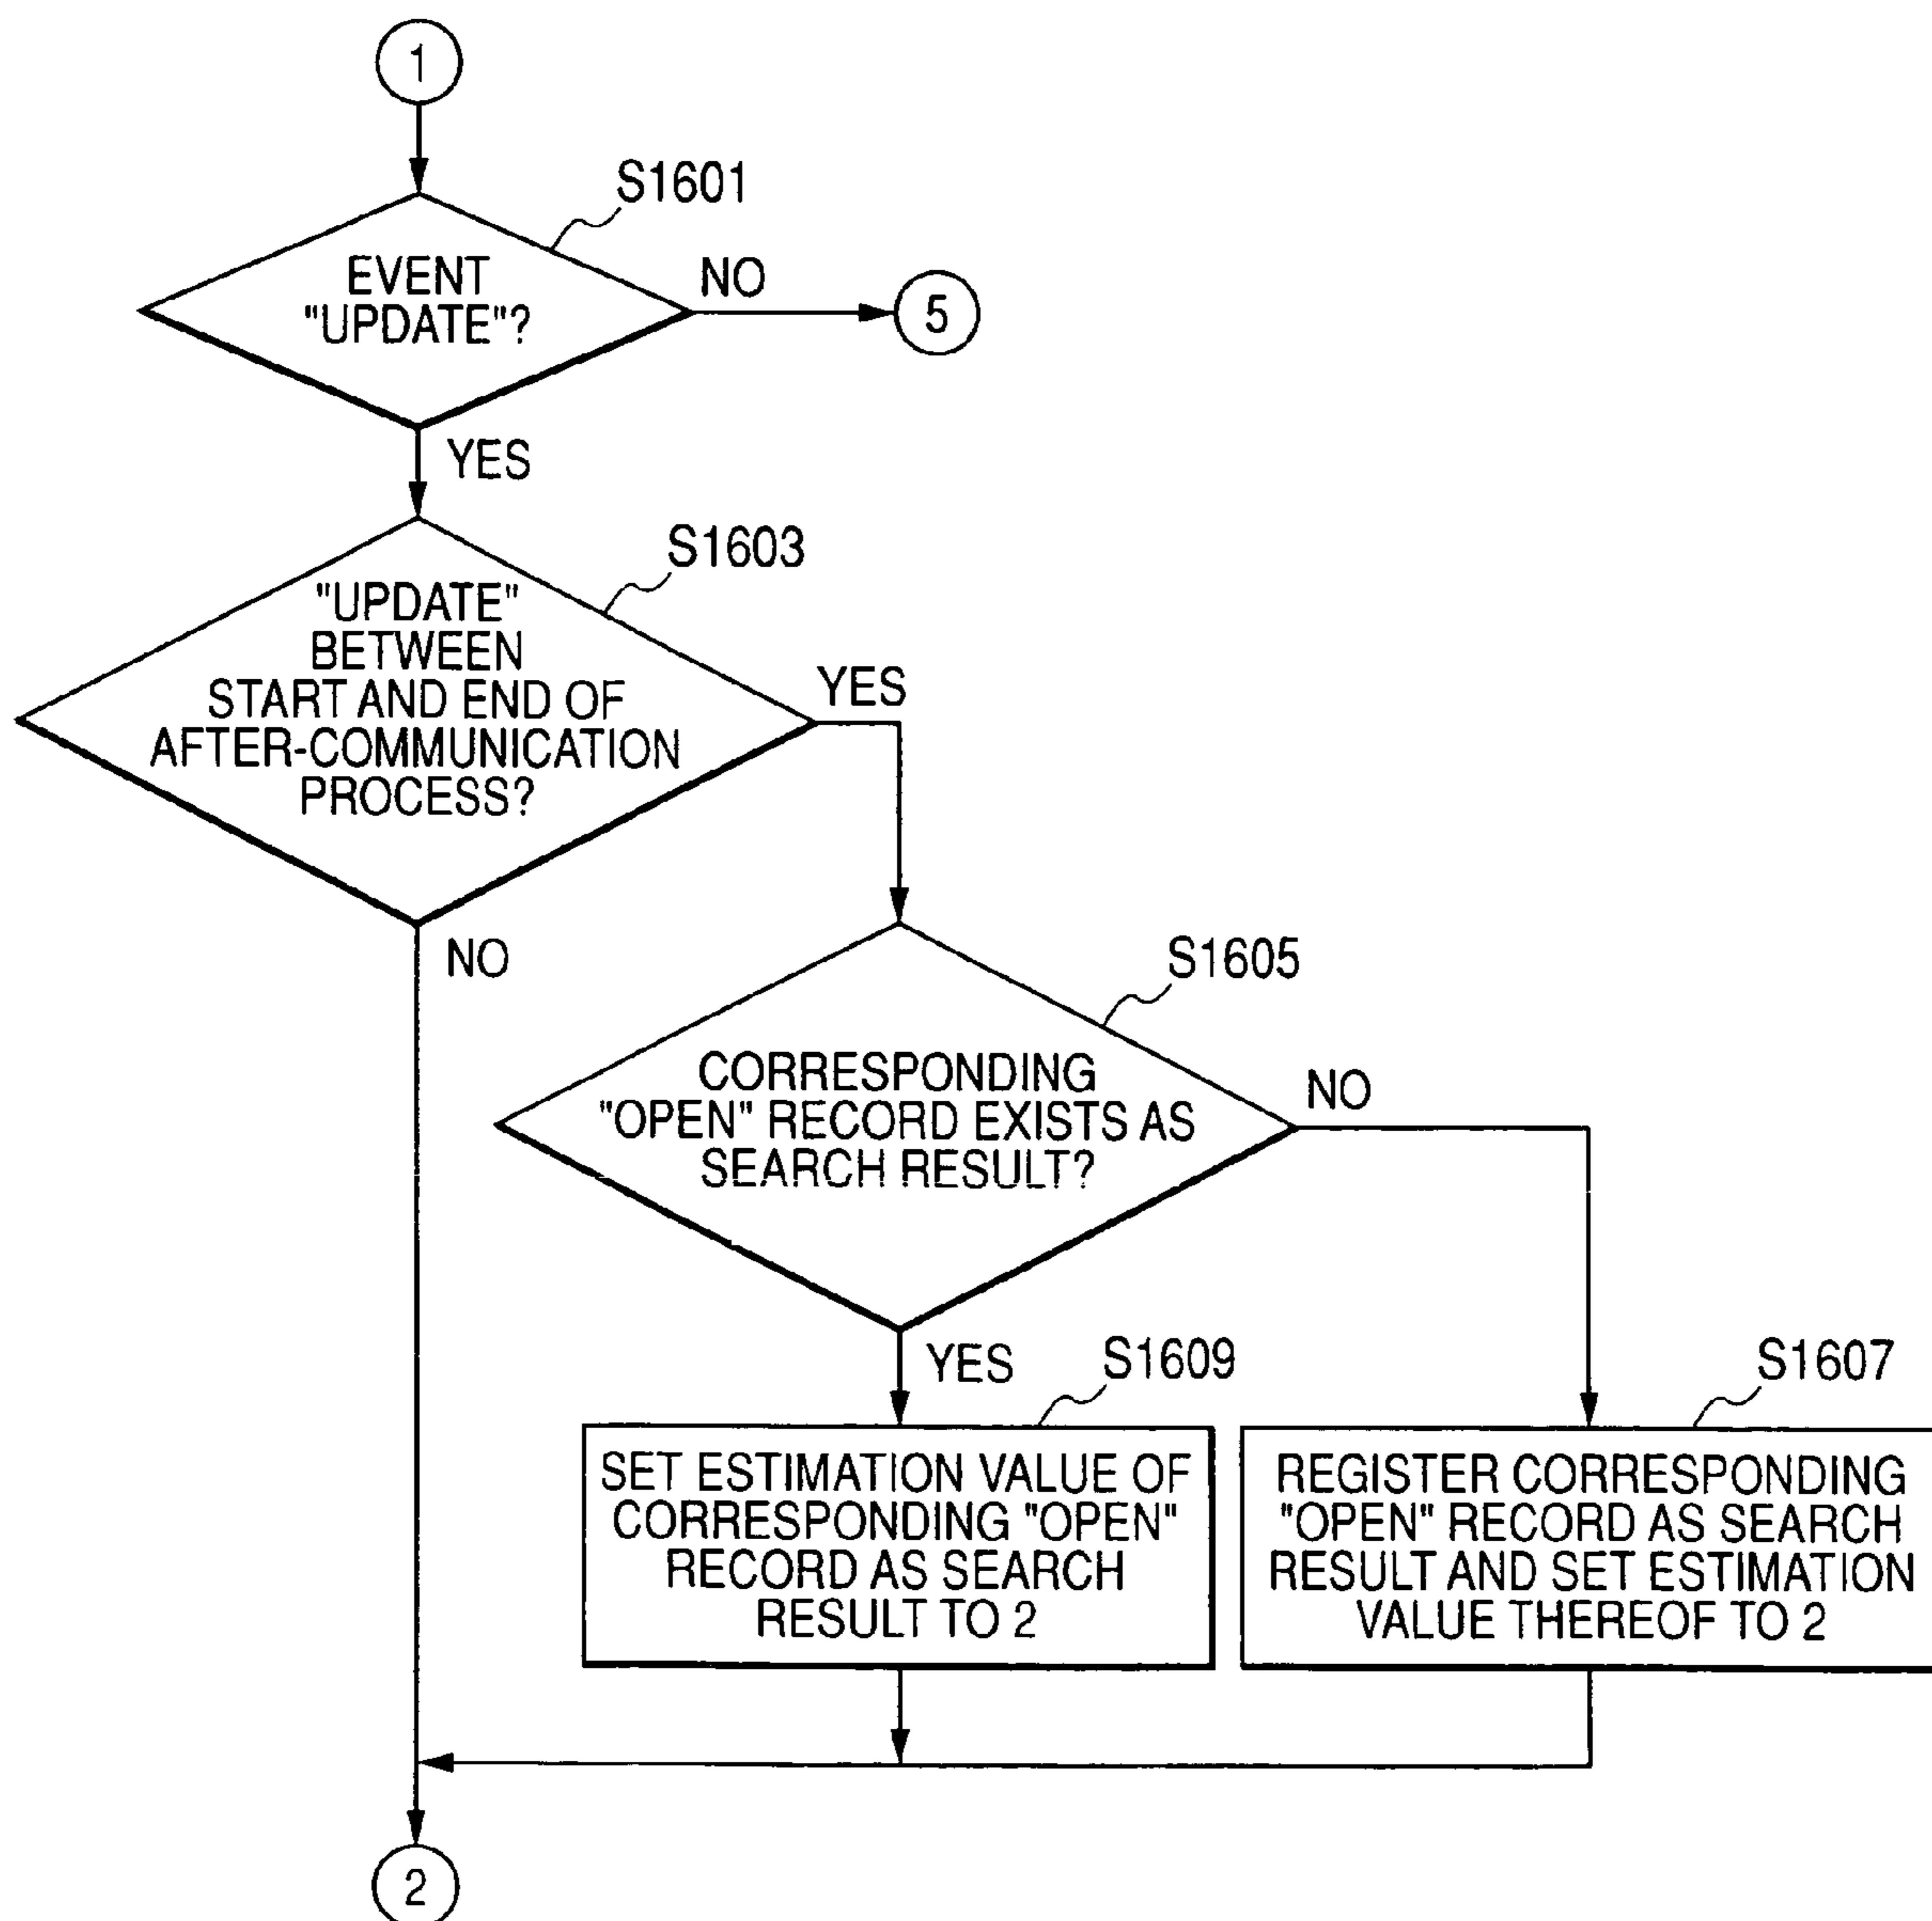 1
S1601
EVENT
"UPDATE"?
NO
5
YES
S1603
"UPDATE"
BETWEEN
START AND END OF
AFTER-COMMUNICATION
PROCESS?
YES
NO
S1605
CORRESPONDING
"OPEN" RECORD EXISTS AS
SEARCH RESULT?
NO
YES
S1609
SET ESTIMATION VALUE OF
CORRESPONDING "OPEN"
RECORD AS SEARCH
RESULT TO 2
S1607
REGISTER CORRESPONDING
"OPEN" RECORD AS SEARCH
RESULT AND SET ESTIMATION
VALUE THEREOF TO 2
2